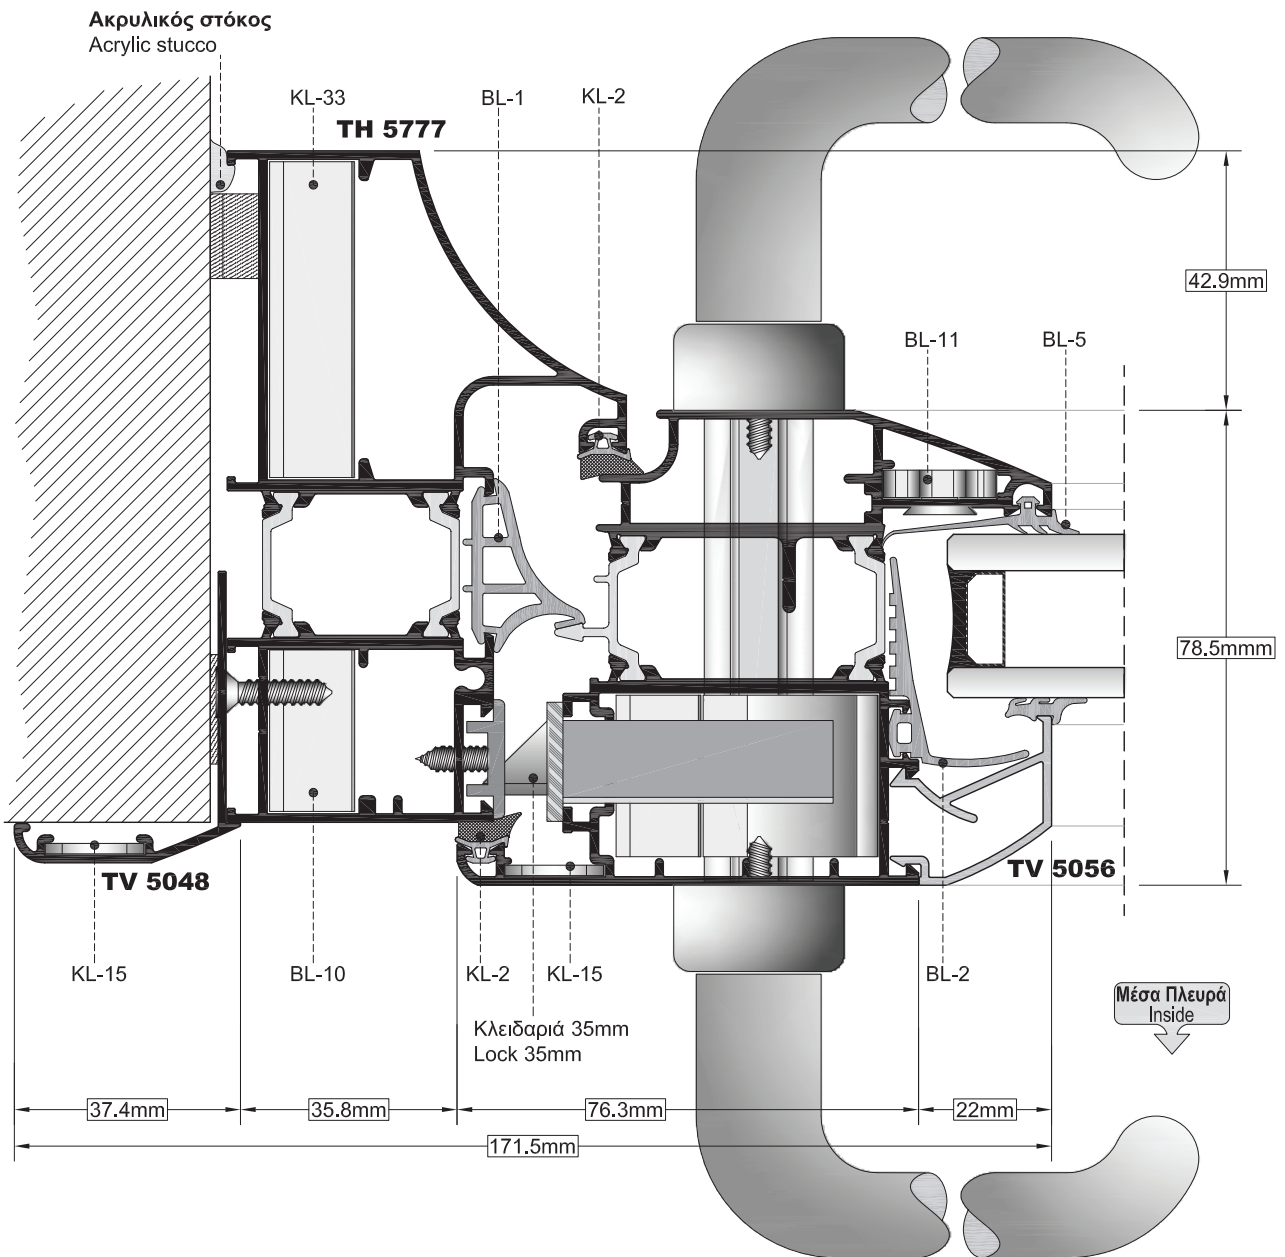 Ακρυλικός στόκος
Acrylic stucco
KL-33
BL-1
KL-2
TH 5777
42.9mm
BL-11
BL-5
78.5mmm
TV 5048
TV 5056
KL-15
BL-10
KL-2
KL-15
BL-2
Κλειδαριά 35mm
Lock 35mm
Μέσα Πλευρά
Inside
37.4mm
35.8mm
76.3mm
22mm
171.5mm